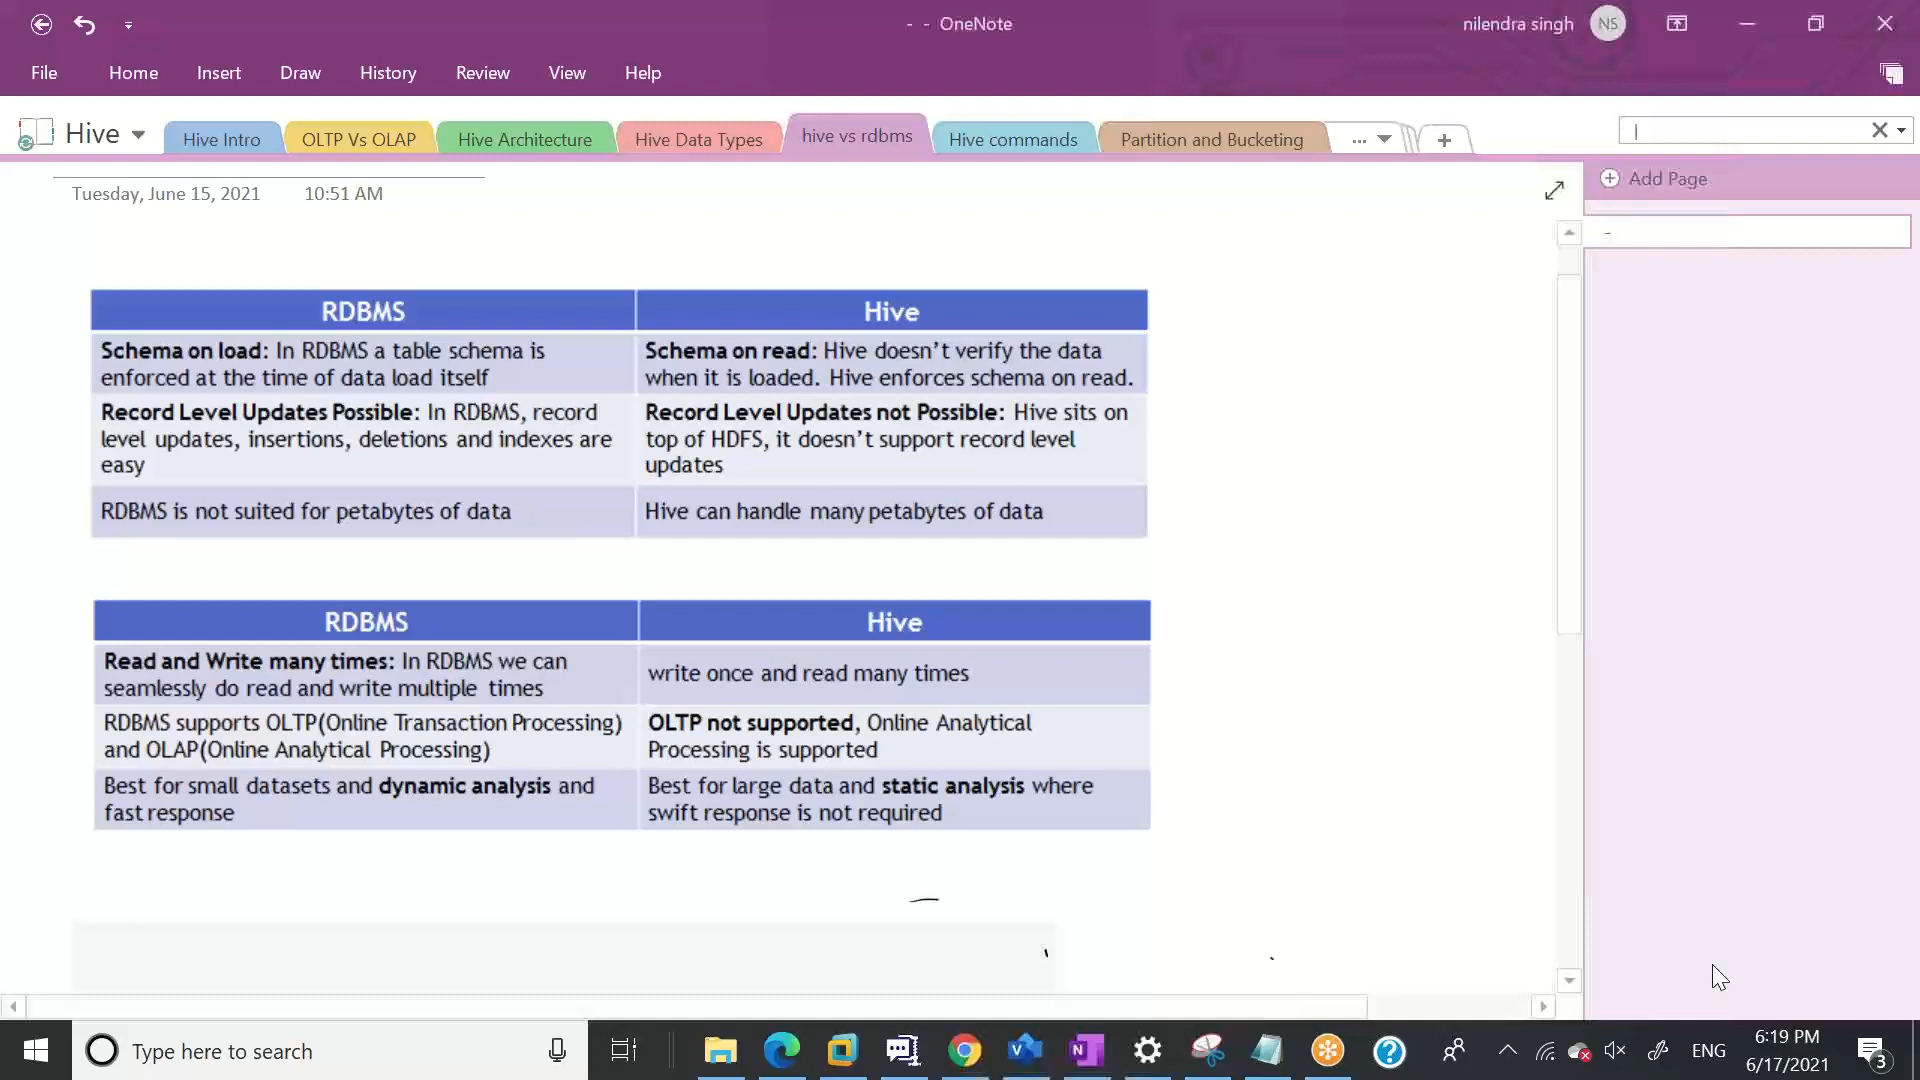 - - OneNote
nilendra singh
NS
File
Home
Insert
Draw
History
Review
View
Help
Hive
Hive Intro
OLTP Vs OLAP
Hive Architecture
Hive Data Types
hive vs rdbms
Hive commands
Partition and Bucketing
...
Tuesday, June 15, 2021
10:51 AM
Add Page
RDBMS
Hive
Schema on load: In RDBMS a table schema is
enforced at the time of data load itself
Schema on read: Hive doesn't verify the data
when it is loaded. Hive enforces schema on read.
Record Level Updates Possible: In RDBMS, record
level updates, insertions, deletions and indexes are
easy
Record Level Updates not Possible: Hive sits on
top of HDFS, it doesn't support record level
updates
RDBMS is not suited for petabytes of data
Hive can handle many petabytes of data
RDBMS
Hive
Read and Write many times: In RDBMS we can
seamlessly do read and write multiple times
write once and read many times
RDBMS supports OLTP(Online Transaction Processing)
and OLAP(Online Analytical Processing)
OLTP not supported, Online Analytical
Processing is supported
Best for small datasets and dynamic analysis and
fast response
Best for large data and static analysis where
swift response is not required
Type here to search
ENG
6:19 PM
6/17/2021
3